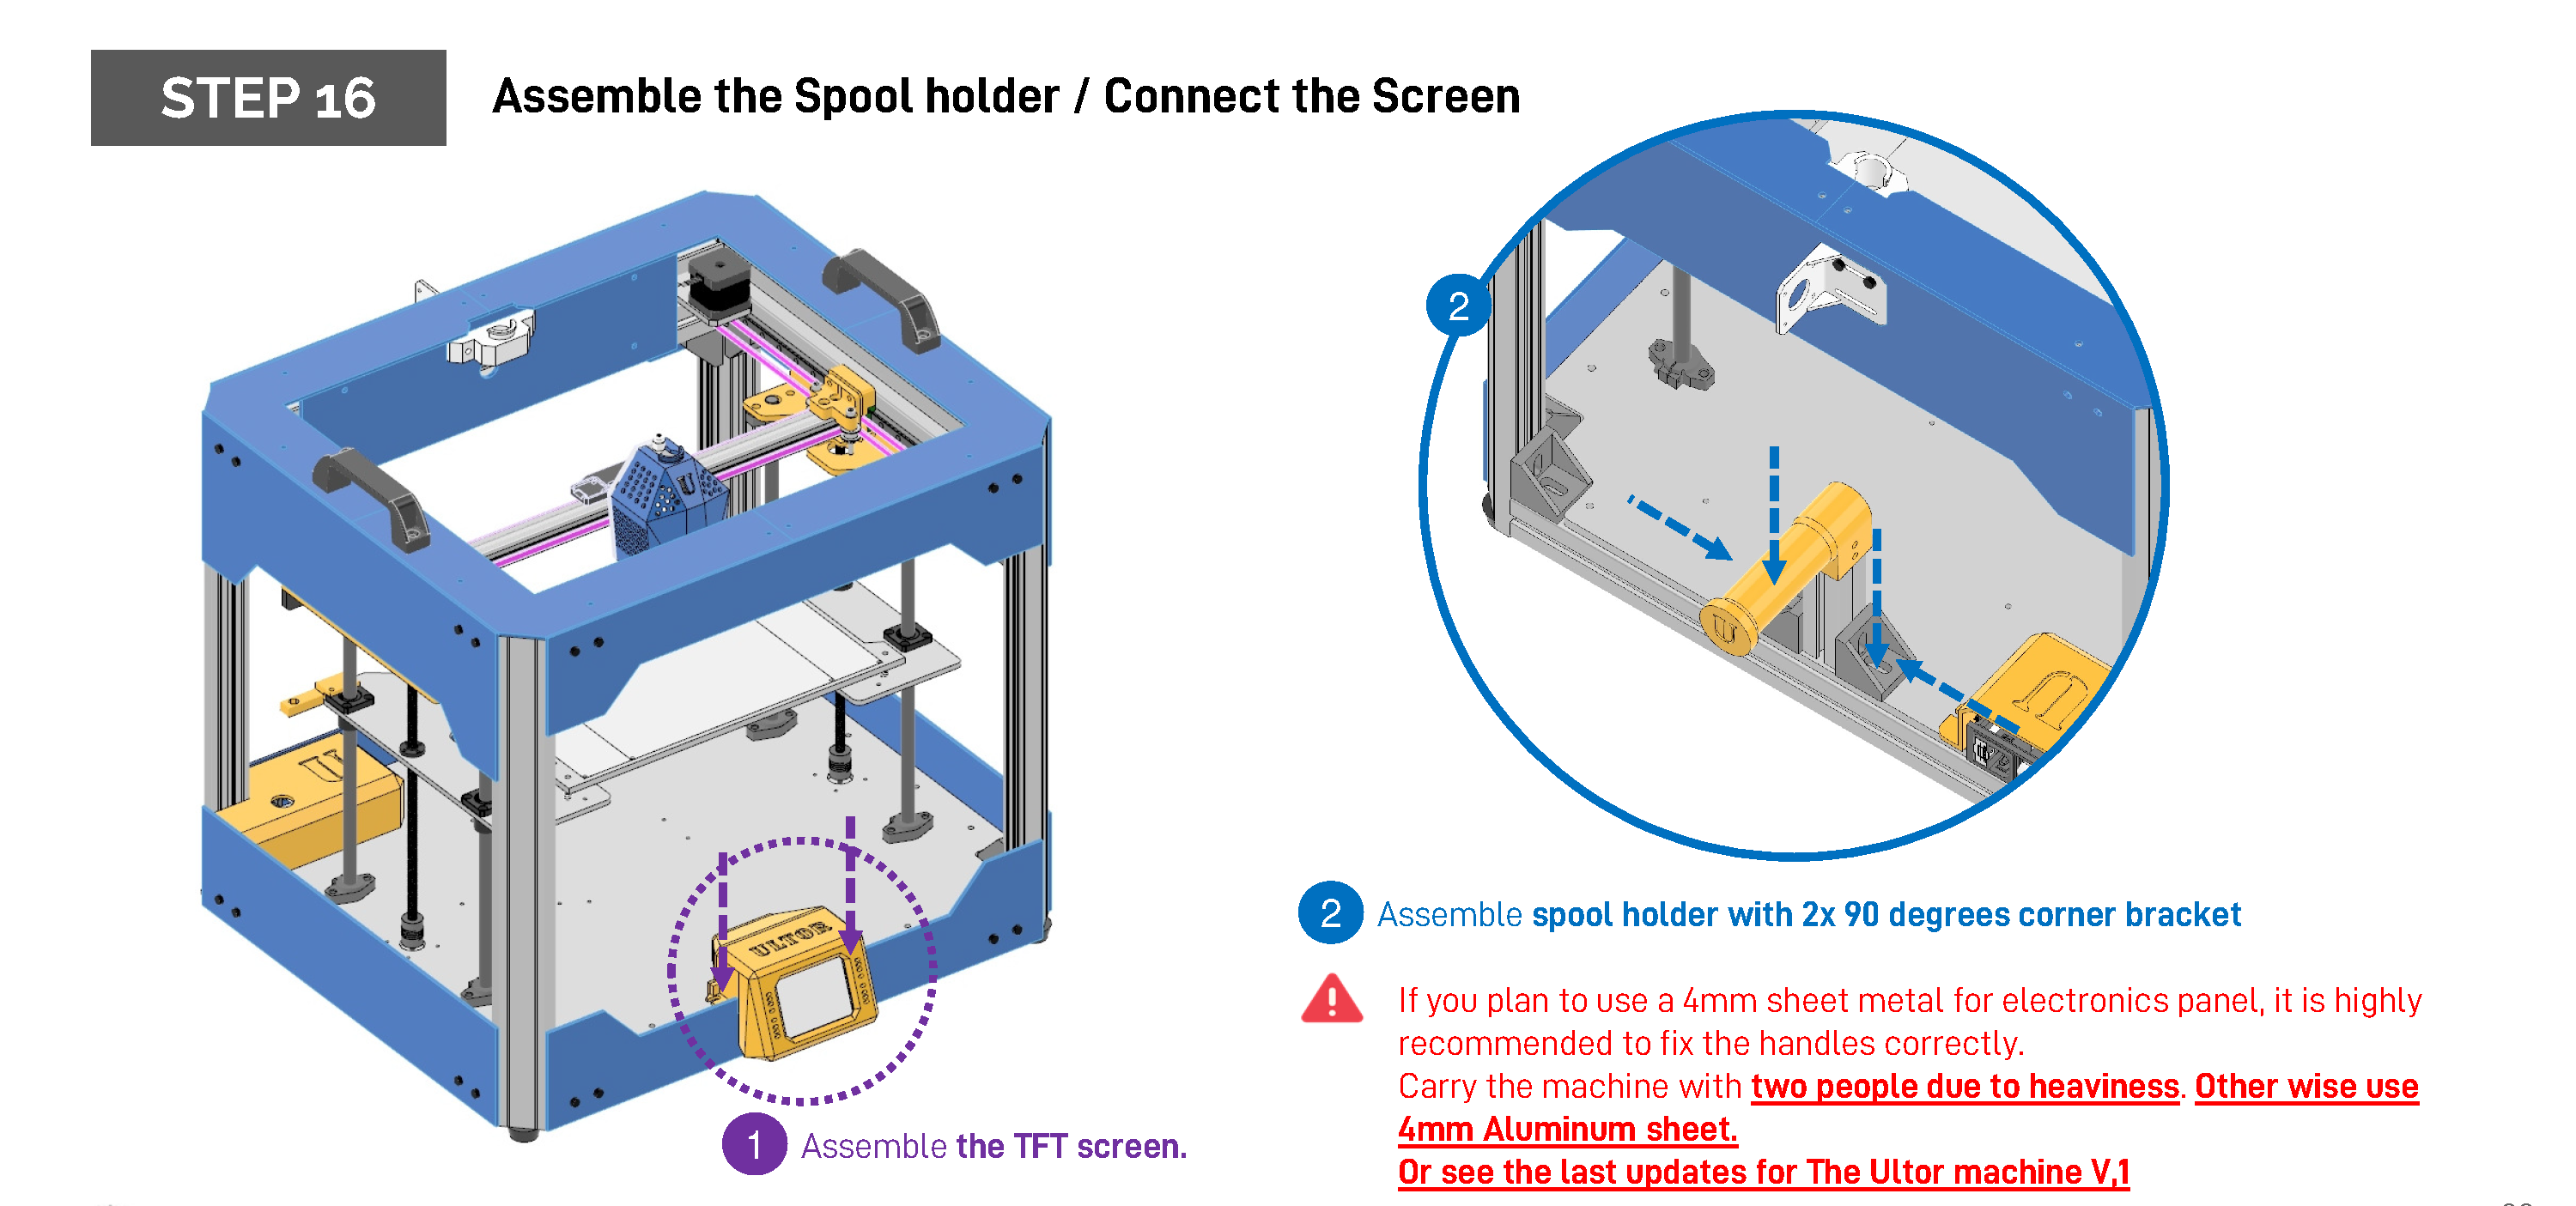 STEP 16
Assemble the Spool holder / Connect the Screen
2
U
U
U
U
ULTOR
1 Assemble the TFT screen.
2 Assemble spool holder with 2x 90 degrees corner bracket
If you plan to use a 4mm sheet metal for electronics panel, it is highly
recommended to fix the handles correctly.
Carry the machine with two people due to heaviness. Other wise use
4mm Aluminum sheet.
Or see the last updates for The Ultor machine V,1